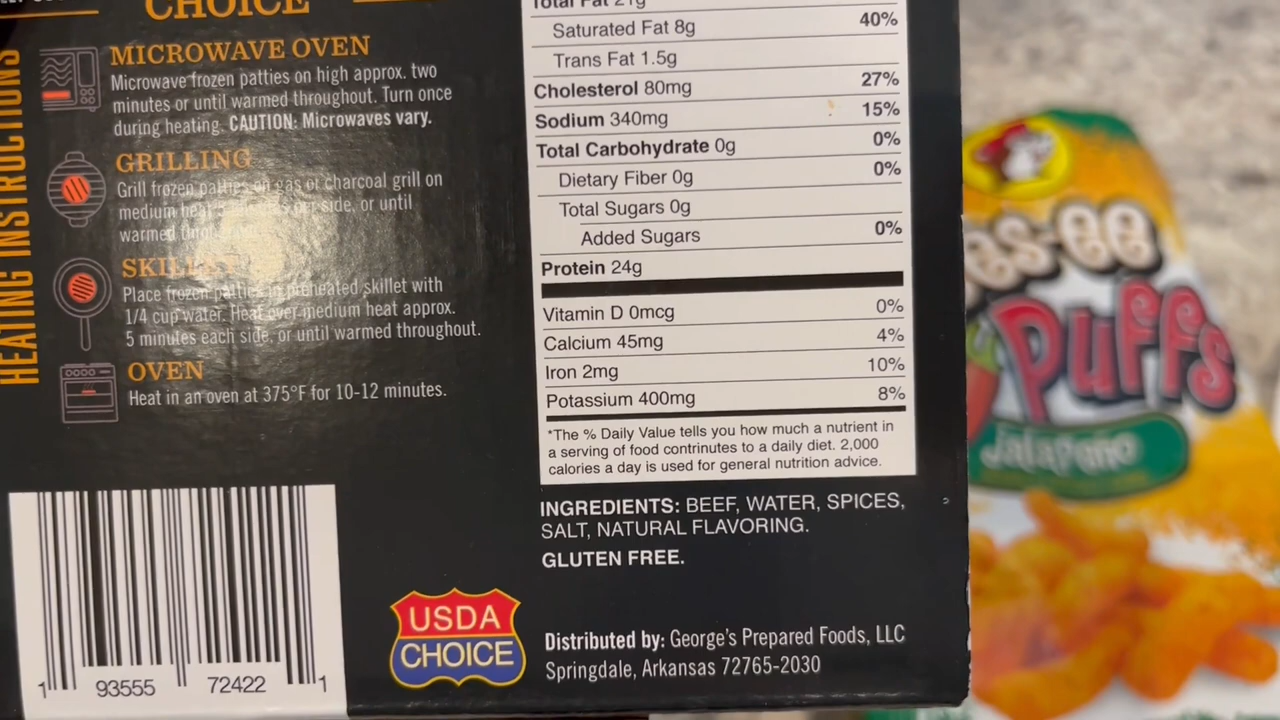 CHOICE
HEATING INSTRUCTIONS
MICROWAVE OVEN
Microwave frozen patties on high approx. two
minutes or until warmed throughout. Turn once
during heating. CAUTION: Microwaves vary.
GRILLING
Grill frozen patties on gas or charcoal grill on
medium heat per side, or until
warmed
SKILLET
Place frozen patties in preheated skillet with
1/4 cup water. Heat over medium heat approx.
5 minutes each side, or until warmed throughout.
OVEN
Heat in an oven at 375°F for 10-12 minutes.
1 93555 72422 1
Total Fat 21g
Saturated Fat 8g 40%
Trans Fat 1.5g
Cholesterol 80mg 27%
Sodium 340mg 15%
Total Carbohydrate 0g 0%
Dietary Fiber 0g 0%
Total Sugars 0g
Added Sugars 0%
Protein 24g
Vitamin D 0mcg 0%
Calcium 45mg 4%
Iron 2mg 10%
Potassium 400mg 8%
*The % Daily Value tells you how much a nutrient in
a serving of food contrinutes to a daily diet. 2,000
calories a day is used for general nutrition advice.
INGREDIENTS: BEEF, WATER, SPICES,
SALT, NATURAL FLAVORING.
GLUTEN FREE.
USDA
CHOICE
Distributed by: George's Prepared Foods, LLC
Springdale, Arkansas 72765-2030
Puffs
Jalapeño